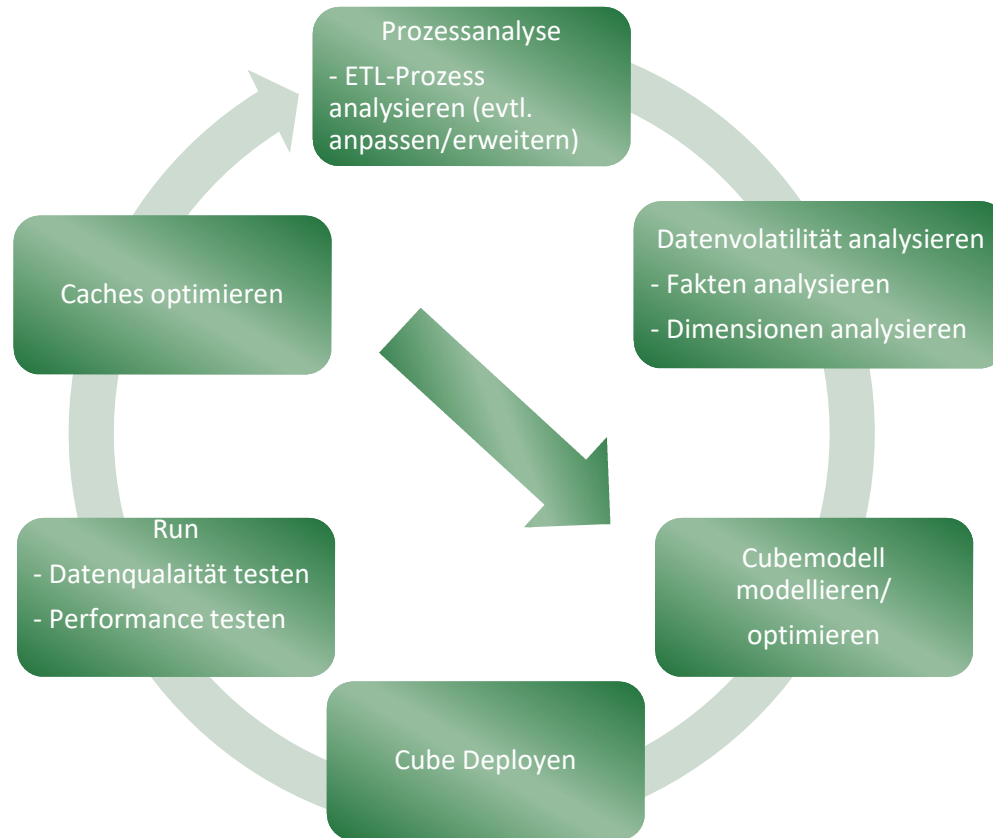 Prozessanalyse
- ETL-Prozess
analysieren (evtl.
anpassen/erweitern)
Datenvolatilität analysieren
- Fakten analysieren
- Dimensionen analysieren
Cubemodell
modellieren/
optimieren
Cube Deployen
Run
- Datenqualaität testen
- Performance testen
Caches optimieren